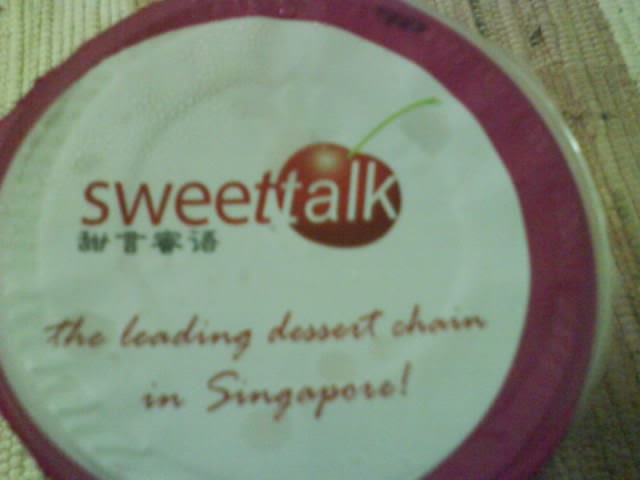 sweettalk
甜言蜜语
the leading dessert chain
in Singapore!